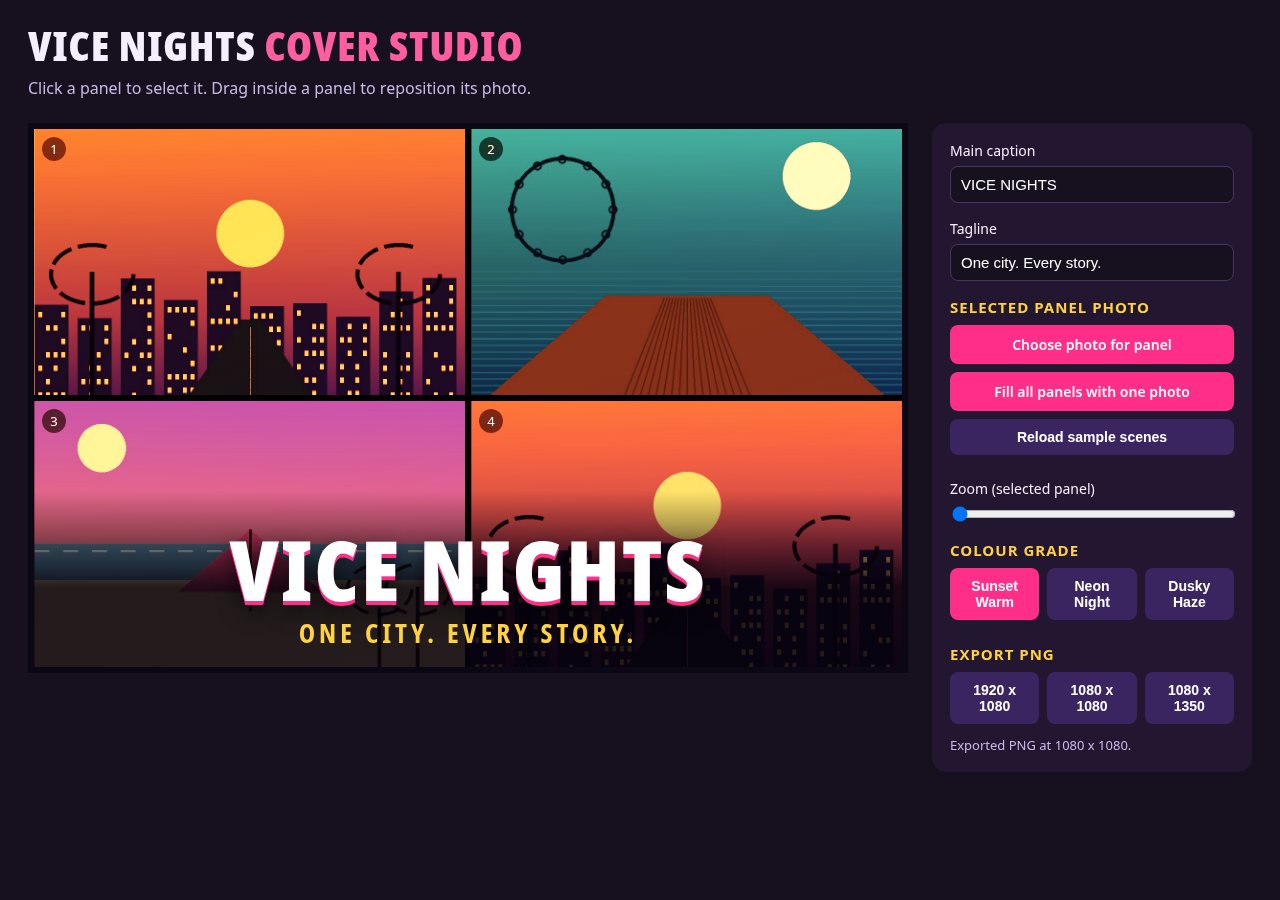 VICE NIGHTS COVER STUDIO
Click a panel to select it. Drag inside a panel to reposition its photo.
1
2
3
4
VICE NIGHTS
ONE CITY. EVERY STORY.
Main caption
VICE NIGHTS
Tagline
One city. Every story.
SELECTED PANEL PHOTO
Choose photo for panel
Fill all panels with one photo
Reload sample scenes
Zoom (selected panel)
COLOUR GRADE
Sunset
Warm
Neon
Night
Dusky
Haze
EXPORT PNG
1920 x
1080
1080 x
1080
1080 x
1350
Exported PNG at 1080 x 1080.